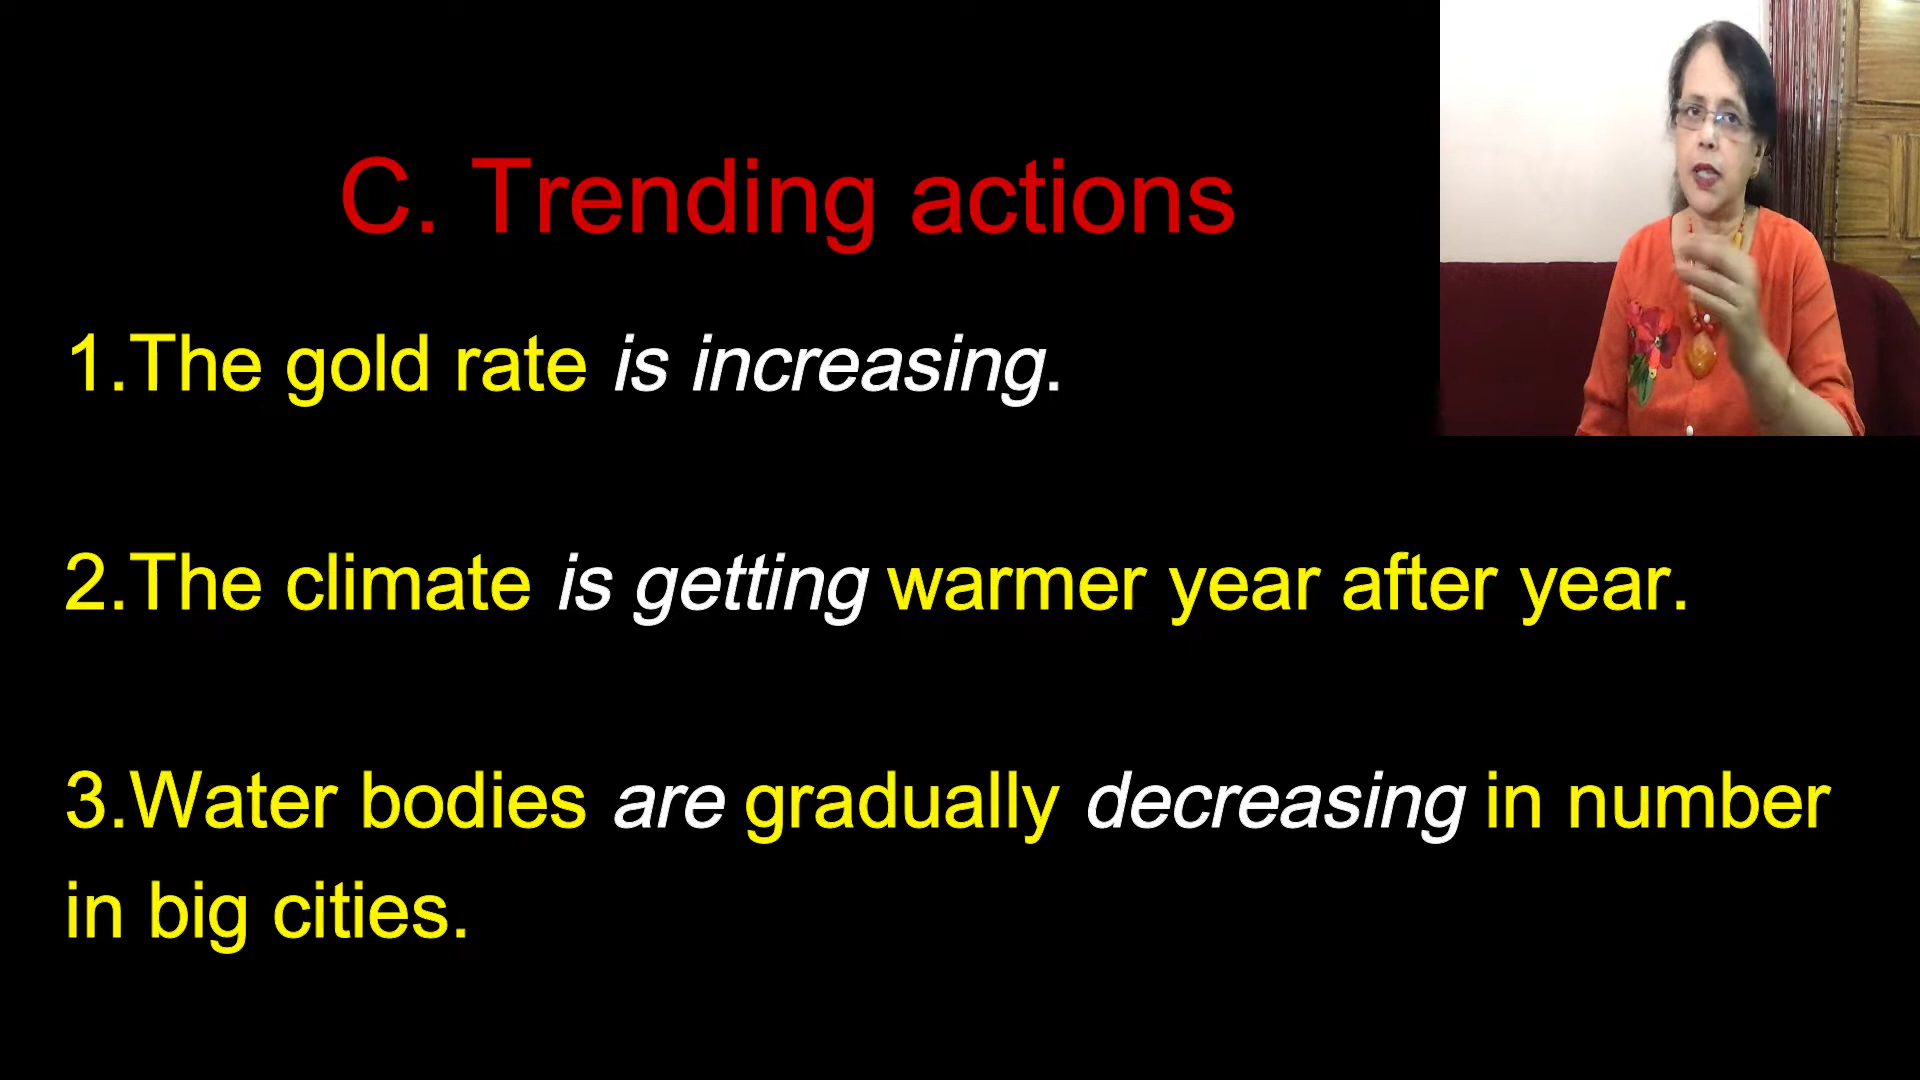 C. Trending actions
1.The gold rate is increasing.
2.The climate is getting warmer year after year.
3.Water bodies are gradually decreasing in number
in big cities.